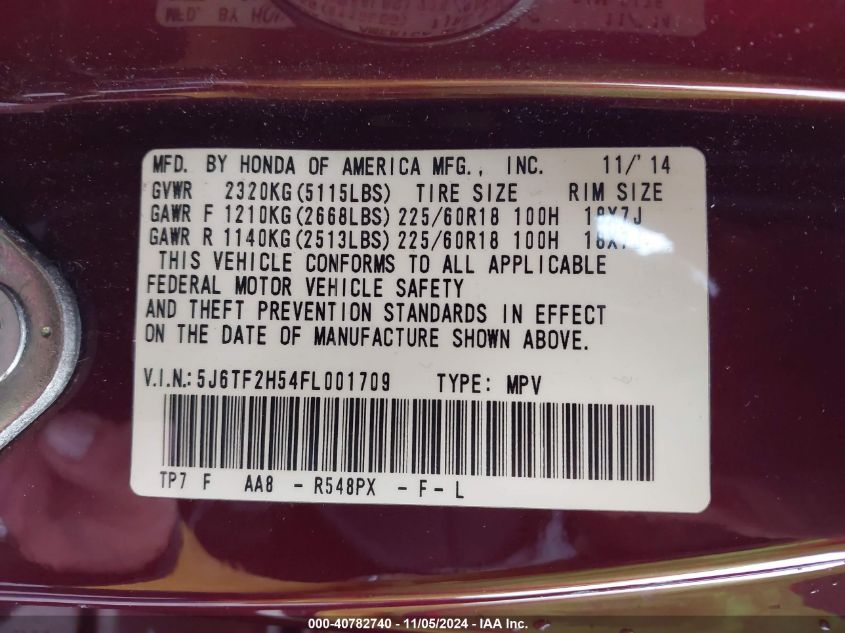 MFD. BY HONDA OF AMERICA MFG., INC. 11/'14
GVWR 2320KG(5115LBS) TIRE SIZE RIM SIZE
GAWR F 1210KG(2668LBS) 225/60R18 100H 18X7J
GAWR R 1140KG(2513LBS) 225/60R18 100H
THIS VEHICLE CONFORMS TO ALL APPLICABLE
FEDERAL MOTOR VEHICLE SAFETY
AND THEFT PREVENTION STANDARDS IN EFFECT
ON THE DATE OF MANUFACTURE SHOWN ABOVE.
V.I.N.: 5J6TF2H54FL001709 TYPE: MPV
TP7 F AA8 - R548PX - F - L
000-40782740 - 11/05/2024 - IAA Inc.